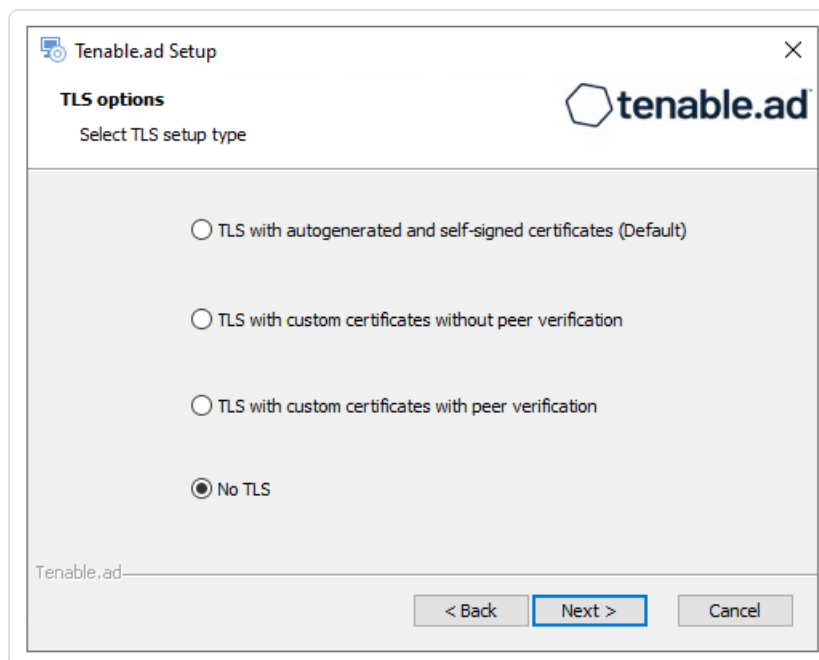 Tenable.ad Setup
TLS options
Select TLS setup type
tenable.ad
TLS with autogenerated and self-signed certificates (Default)
TLS with custom certificates without peer verification
TLS with custom certificates with peer verification
No TLS
Tenable.ad
< Back Next > Cancel